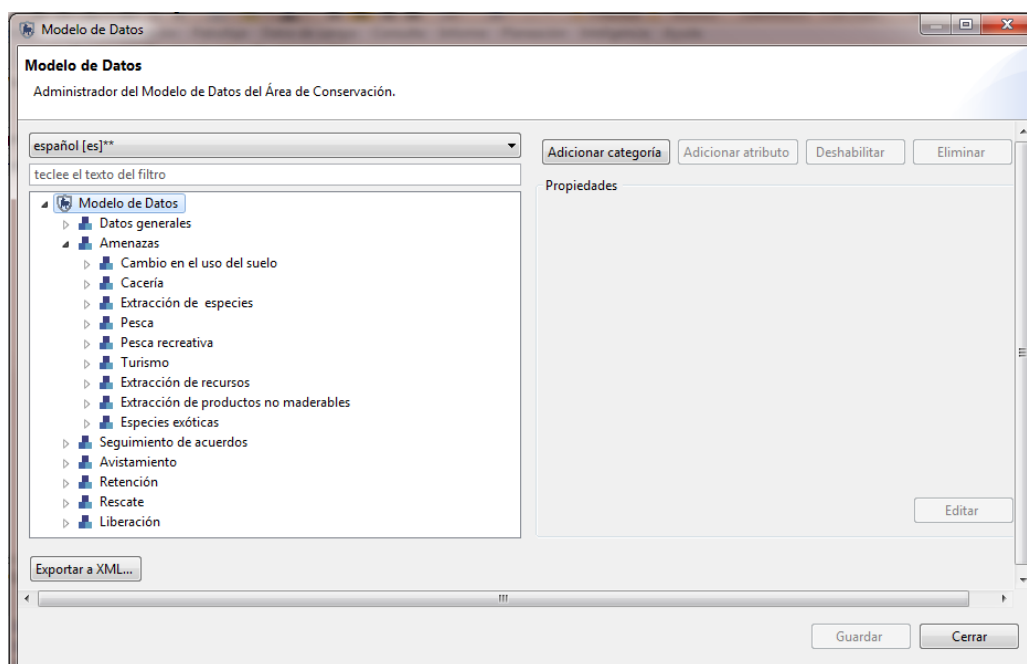 Modelo de Datos
Modelo de Datos
Administrador del Modelo de Datos del Área de Conservación.
español [es]**
teclee el texto del filtro
Modelo de Datos
Datos generales
Amenazas
Cambio en el uso del suelo
Cacería
Extracción de especies
Pesca
Pesca recreativa
Turismo
Extracción de recursos
Extracción de productos no maderables
Especies exóticas
Seguimiento de acuerdos
Avistamiento
Retención
Rescate
Liberación
Adicionar categoría
Adicionar atributo
Deshabilitar
Eliminar
Propiedades
Editar
Exportar a XML...
Guardar
Cerrar